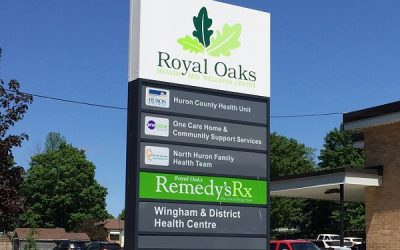 Royal Oaks
HEALTH AND WELLNESS CENTRE
HURON
Huron County Health Unit
One Care Home &
Community Support Services
North Huron Family
Health Team
Royal Oaks
Remedy'sRx
Wingham & District
Health Centre